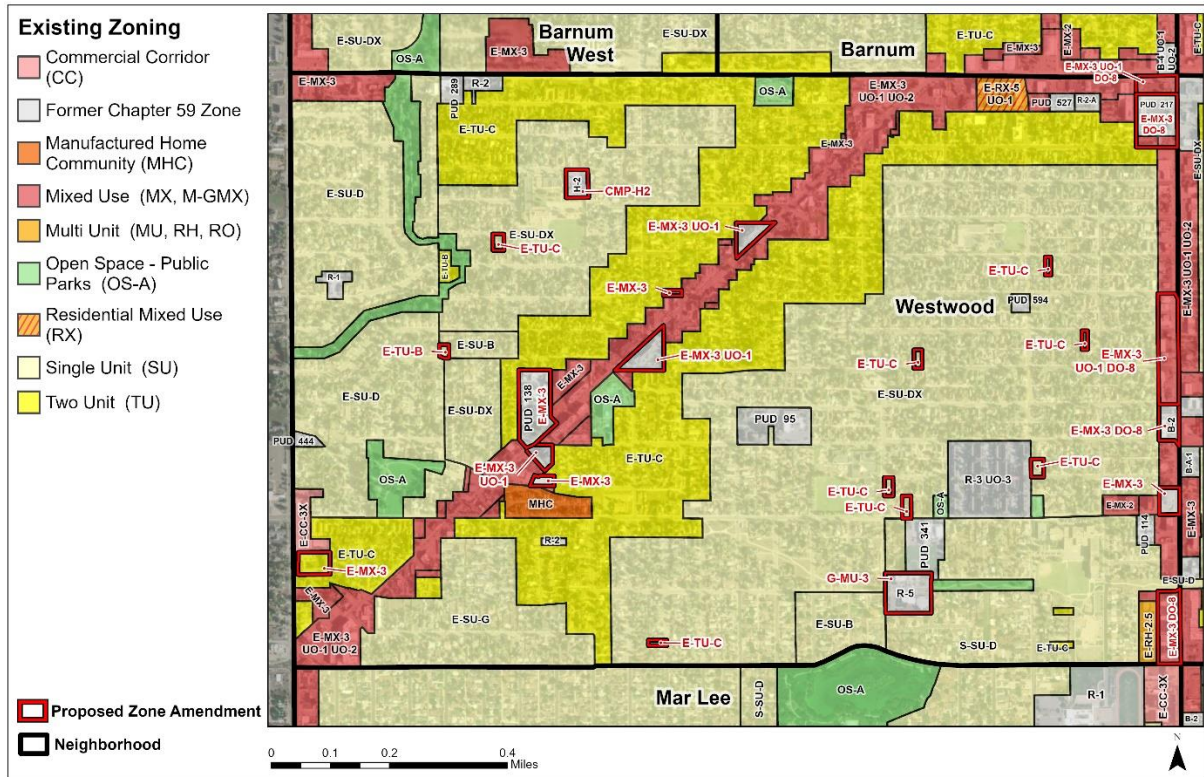 Existing Zoning
Commercial Corridor
(CC)
Former Chapter 59 Zone
Manufactured Home
Community (MHC)
Mixed Use (MX, M-GMX)
Multi Unit (MU, RH, RO)
Open Space - Public
Parks (OS-A)
Residential Mixed Use
(RX)
Single Unit (SU)
Two Unit (TU)
Proposed Zone Amendment
Neighborhood
E-SU-DX
OS-A
E-MX-3
Barnum
West
E-SU-DX
Barnum
E-TU-C
E-MX-3
E-MX-2
B-4 UO-1
UO-2
E-TU-C
E-MX-3
PUD 289
R-2
OS-A
E-MX-3
UO-1 UO-2
E-RX-5
UO-1
E-MX-3 UO-1
DO-8
PUD 527
R-2-A
PUD 217
E-MX-3
DO-8
E-SU-DX
E-TU-C
E-MX-3
E-SU-D
H-2
CMP-H2
E-MX-3 UO-1
E-SU-DX
E-TU-C
E-TU-B
R-1
E-MX-3
E-TU-C
PUD 594
Westwood
E-MX-3 UO-1 UO-2
E-TU-B
E-SU-B
E-MX-3 UO-1
E-TU-C
E-TU-C
E-MX-3
UO-1 DO-8
E-SU-D
E-SU-DX
PUD 138
E-MX-3
E-MX-3
OS-A
E-SU-DX
PUD 95
B-2
E-MX-3 DO-8
PUD 444
OS-A
E-MX-3
UO-1
E-TU-C
E-MX-3
MHC
E-TU-C
E-TU-C
OS-A
R-3 UO-3
E-TU-C
B-A-1
E-MX-3
E-MX-2
E-MX-3
E-CC-3X
E-TU-C
E-MX-3
R-2
PUD 341
PUD 114
E-MX-3
E-MX-3
UO-1 UO-2
E-SU-G
G-MU-3
R-5
E-SU-D
E-SU-B
S-SU-D
E-TU-C
E-RH-2.5
E-MX-3 DO-8
E-TU-C
Mar Lee
S-SU-D
OS-A
R-1
E-CC-3X
B-2
0 0.1 0.2 0.4
Miles
N